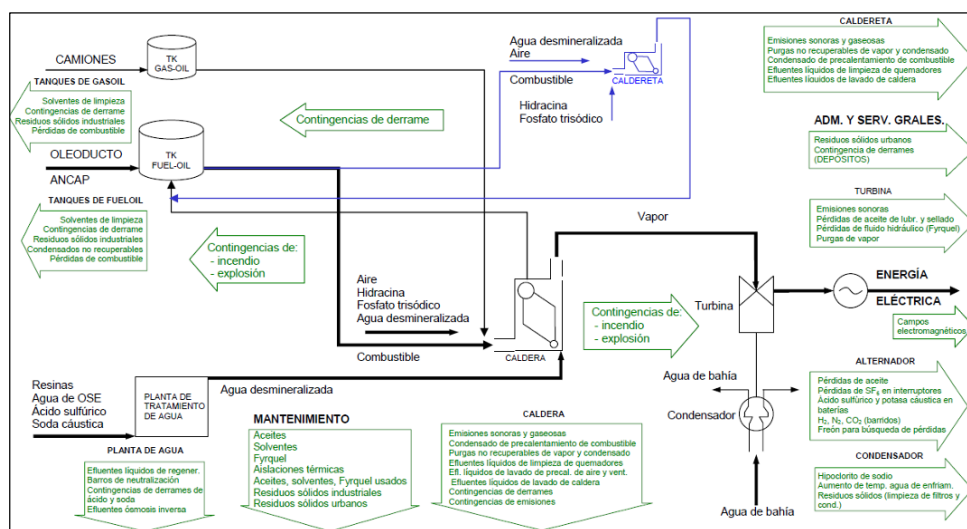 CAMIONES
TK
GAS-OIL
TANQUES DE GASOIL
Solventes de limpieza
Contingencias de derrame
Residuos sólidos industriales
Pérdidas de combustible
OLEODUCTO
ANCAP
TK
FUEL-OIL
TANQUES DE FUELOIL
Solventes de limpieza
Contingencias de derrame
Residuos sólidos industriales
Condensados no recuperables
Pérdidas de combustible
Contingencias de derrame
Agua desmineralizada
Aire
Combustible
CALDERETA
Hidracina
Fosfato trisódico
CALDERETA
Emisiones sonoras y gaseosas
Purgas no recuperables de vapor y condensado
Condensado de precalentamiento de combustible
Efluentes líquidos de limpieza de quemadores
Efluentes líquidos de lavado de caldera
ADM. Y SERV. GRALES.
Residuos sólidos urbanos
Contingencia de derrames
(DEPÓSITOS)
TURBINA
Emisiones sonoras
Pérdidas de aceite de lubr. y sellado
Pérdidas de fluido hidráulico (Fyrquel)
Purgas de vapor
Contingencias de:
- incendio
- explosión
Aire
Hidracina
Fosfato trisódico
Agua desmineralizada
Combustible
CALDERA
Vapor
Contingencias de:
- incendio
- explosión
Turbina
ENERGÍA
ELÉCTRICA
Campos
electromagnéticos
Resinas
Agua de OSE
Ácido sulfúrico
Soda cáustica
PLANTA DE
TRATAMIENTO
DE AGUA
Agua desmineralizada
PLANTA DE AGUA
Efluentes líquidos de regener.
Barros de neutralización
Contingencias de derrames de
ácido y soda
Efluentes ósmosis inversa
MANTENIMIENTO
Aceites
Solventes
Fyrquel
Aislaciones térmicas
Aceites, solventes, Fyrquel usados
Residuos sólidos industriales
Residuos sólidos urbanos
CALDERA
Emisiones sonoras y gaseosas
Condensado de precalentamiento de combustible
Purgas no recuperables de vapor y condensado
Efluentes líquidos de limpieza de quemadores
Efl. líquidos de lavado de precal. de aire y vent.
Efluentes líquidos de lavado de caldera
Contingencias de derrames
Contingencias de emisiones
Agua de bahía
Condensador
Agua de bahía
ALTERNADOR
Pérdidas de aceite
Pérdidas de SF₆ en interruptores
Ácido sulfúrico y potasa cáustica en
baterías
H₂, N₂, CO₂ (barridos)
Freón para búsqueda de pérdidas
CONDENSADOR
Hipoclorito de sodio
Aumento de temp. agua de enfriam.
Residuos sólidos (limpieza de filtros y
cond.)